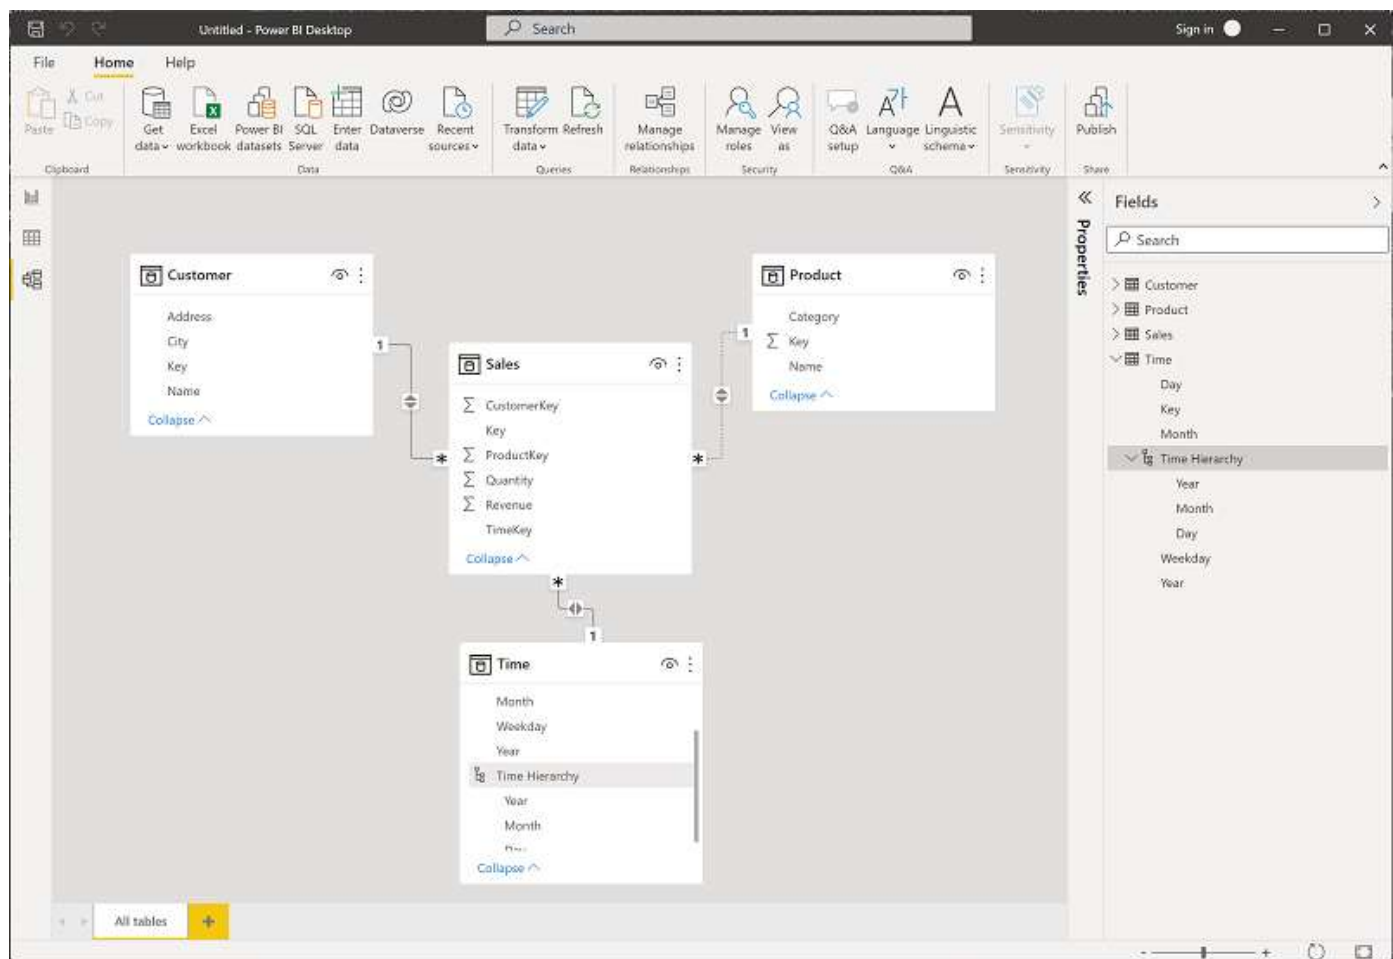 Untitled - Power BI Desktop
Search
Sign in
File Home Help
Paste
Cut
Copy
Get data
Excel workbook
Power BI datasets
SQL Server
Enter data
Dataverse
Recent sources
Transform data
Refresh
Manage relationships
Manage roles
View as
Q&A setup
Language
Linguistic schema
Sensitivity
Publish
Clipboard
Data
Queries
Relationships
Security
Q&A
Sensitivity
Share
Customer
Address
City
Key
Name
Collapse
1
*
Sales
CustomerKey
Key
ProductKey
Quantity
Revenue
TimeKey
Collapse
Product
Category
Key
Name
Collapse
1
*
*
1
Time
Month
Weekday
Year
Time Hierarchy
Year
Month
Day
Collapse
Properties
Fields
Search
Customer
Product
Sales
Time
Day
Key
Month
Time Hierarchy
Year
Month
Day
Weekday
Year
All tables
+
- +